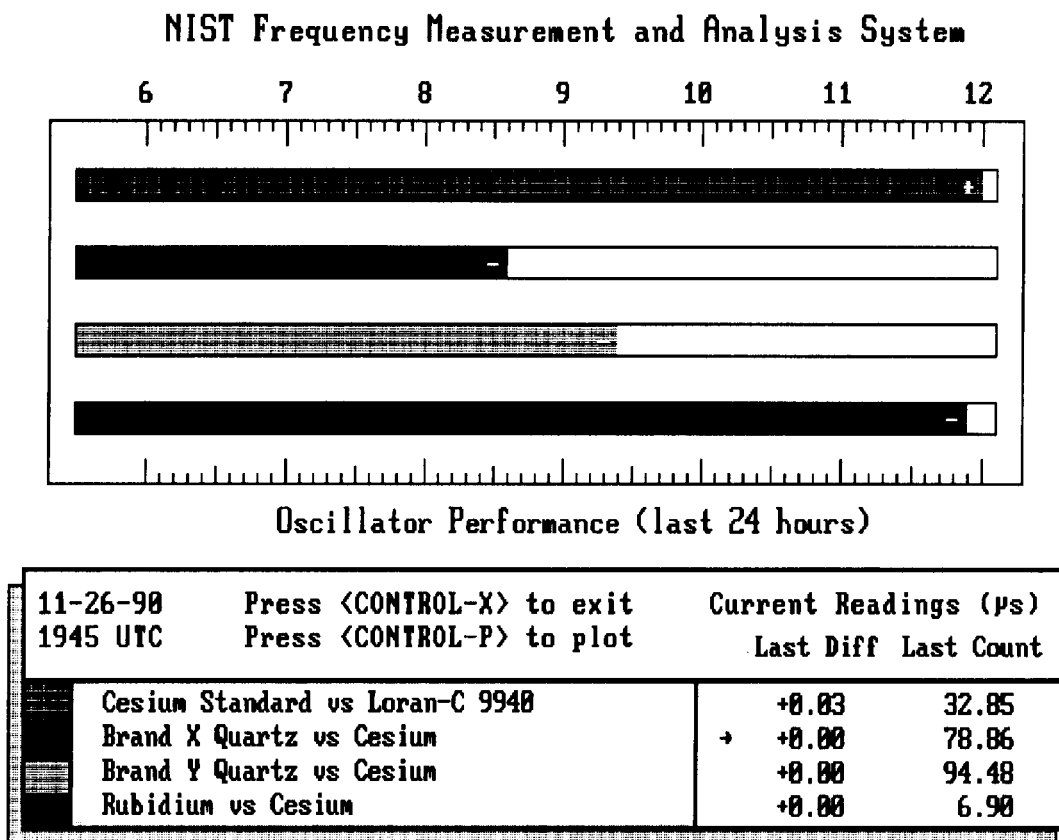 NIST Frequency Measurement and Analysis System
6 7 8 9 10 11 12
+
-
-
-
Oscillator Performance (last 24 hours)
11-26-90 Press <CONTROL-X> to exit Current Readings (µs)
1945 UTC Press <CONTROL-P> to plot Last Diff Last Count
Cesium Standard vs Loran-C 9940 +0.03 32.85
Brand X Quartz vs Cesium → +0.00 78.86
Brand Y Quartz vs Cesium +0.00 94.48
Rubidium vs Cesium +0.00 6.90